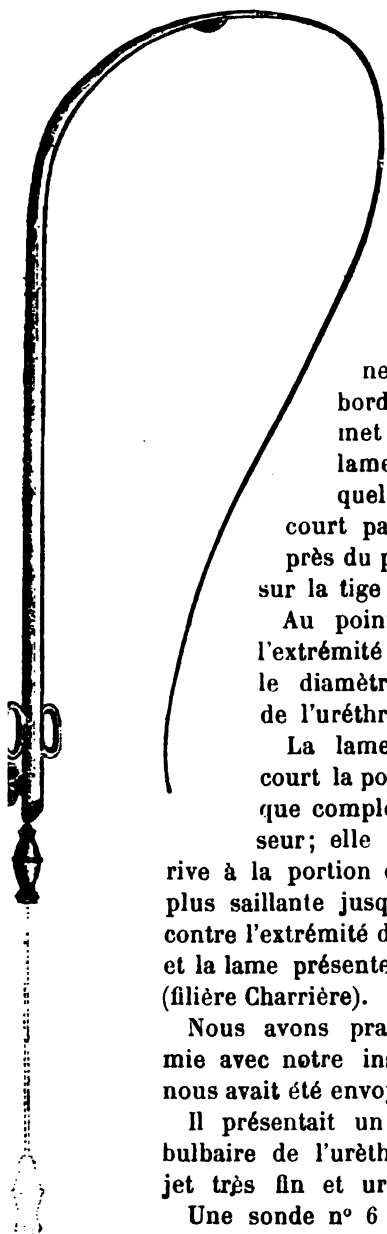 ne
bord
met
lame
quel
court pa
près du p
sur la tige
Au poin
l'extrémité
le diamètr
de l'uréthr
La lame
court la po
que comple
seur; elle
rive à la portion c
plus saillante jusq
contre l'extrémité d
et la lame présente
(filière Charrière).
Nous avons pra
mie avec notre ins
nous avait été envoy
Il présentait un
bulbaire de l'urèth
jet très fin et ur
Une sonde n° 6